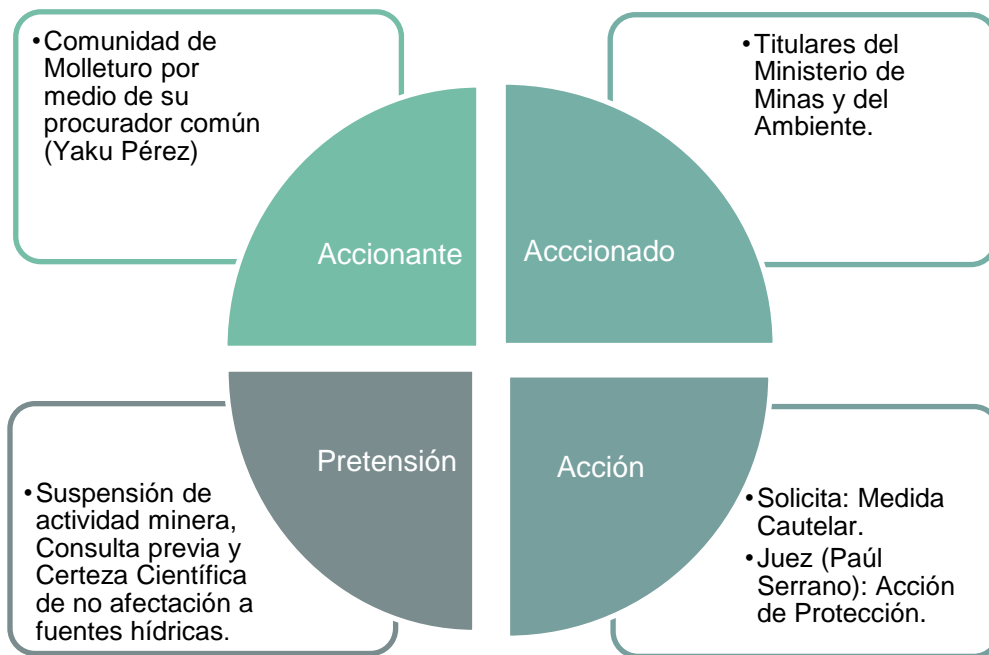 •Comunidad de
Molleturo por
medio de su
procurador común
(Yaku Pérez)
•Titulares del
Ministerio de
Minas y del
Ambiente.
Accionante
Acccionado
Pretensión
Acción
•Suspensión de
actividad minera,
Consulta previa y
Certeza Científica
de no afectación a
fuentes hídricas.
•Solicita: Medida
Cautelar.
•Juez (Paúl
Serrano): Acción
de Protección.